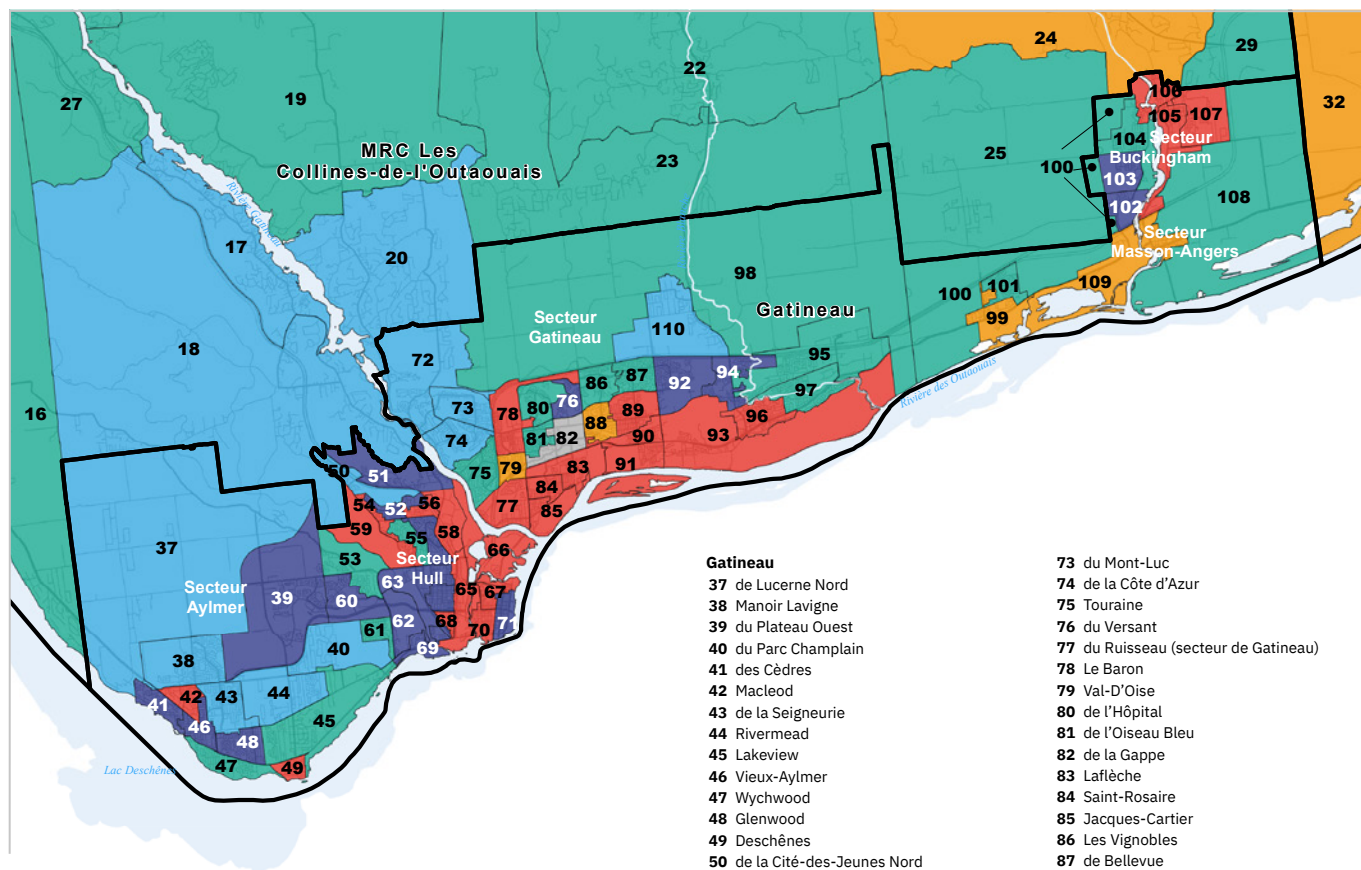 24
29
27
19
22
32
106
105
107
104
Secteur
Buckingham
MRC Les
Collines-de-l'Outaouais
23
25
100
103
102
108
Secteur
Masson-Angers
17
20
98
Gatineau
100
101
109
99
Secteur
Gatineau
110
18
72
95
Rivière des Outaouais
16
73
78
80
76
86
87
92
94
97
74
81
82
88
89
90
93
96
75
79
83
91
50
51
84
85
77
54
52
56
59
55
58
66
37
53
Secteur
Hull
63
65
67
Secteur
Aylmer
39
60
62
68
70
71
61
69
38
40
41
42
43
44
45
46
48
47
49
Lac Deschênes
Gatineau
37 de Lucerne Nord
38 Manoir Lavigne
39 du Plateau Ouest
40 du Parc Champlain
41 des Cèdres
42 Macleod
43 de la Seigneurie
44 Rivermead
45 Lakeview
46 Vieux-Aylmer
47 Wychwood
48 Glenwood
49 Deschênes
50 de la Cité-des-Jeunes Nord
73 du Mont-Luc
74 de la Côte d'Azur
75 Touraine
76 du Versant
77 du Ruisseau (secteur de Gatineau)
78 Le Baron
79 Val-D'Oise
80 de l'Hôpital
81 de l'Oiseau Bleu
82 de la Gappe
83 Laflèche
84 Saint-Rosaire
85 Jacques-Cartier
86 Les Vignobles
87 de Bellevue